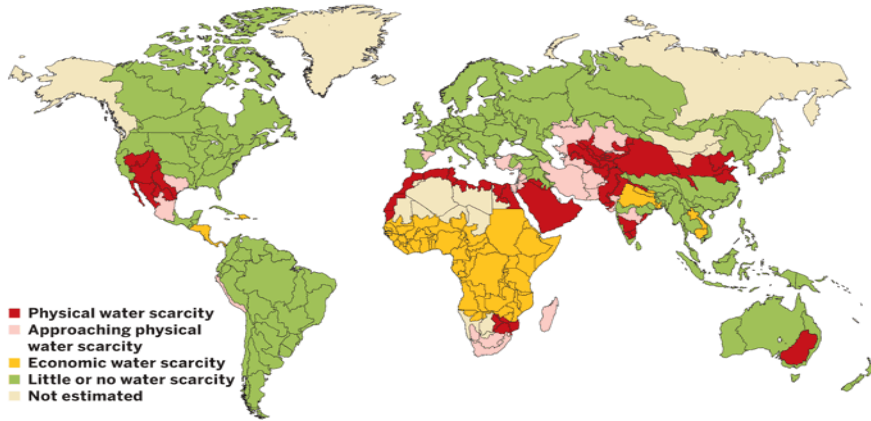 Physical water scarcity
Approaching physical
water scarcity
Economic water scarcity
Little or no water scarcity
Not estimated